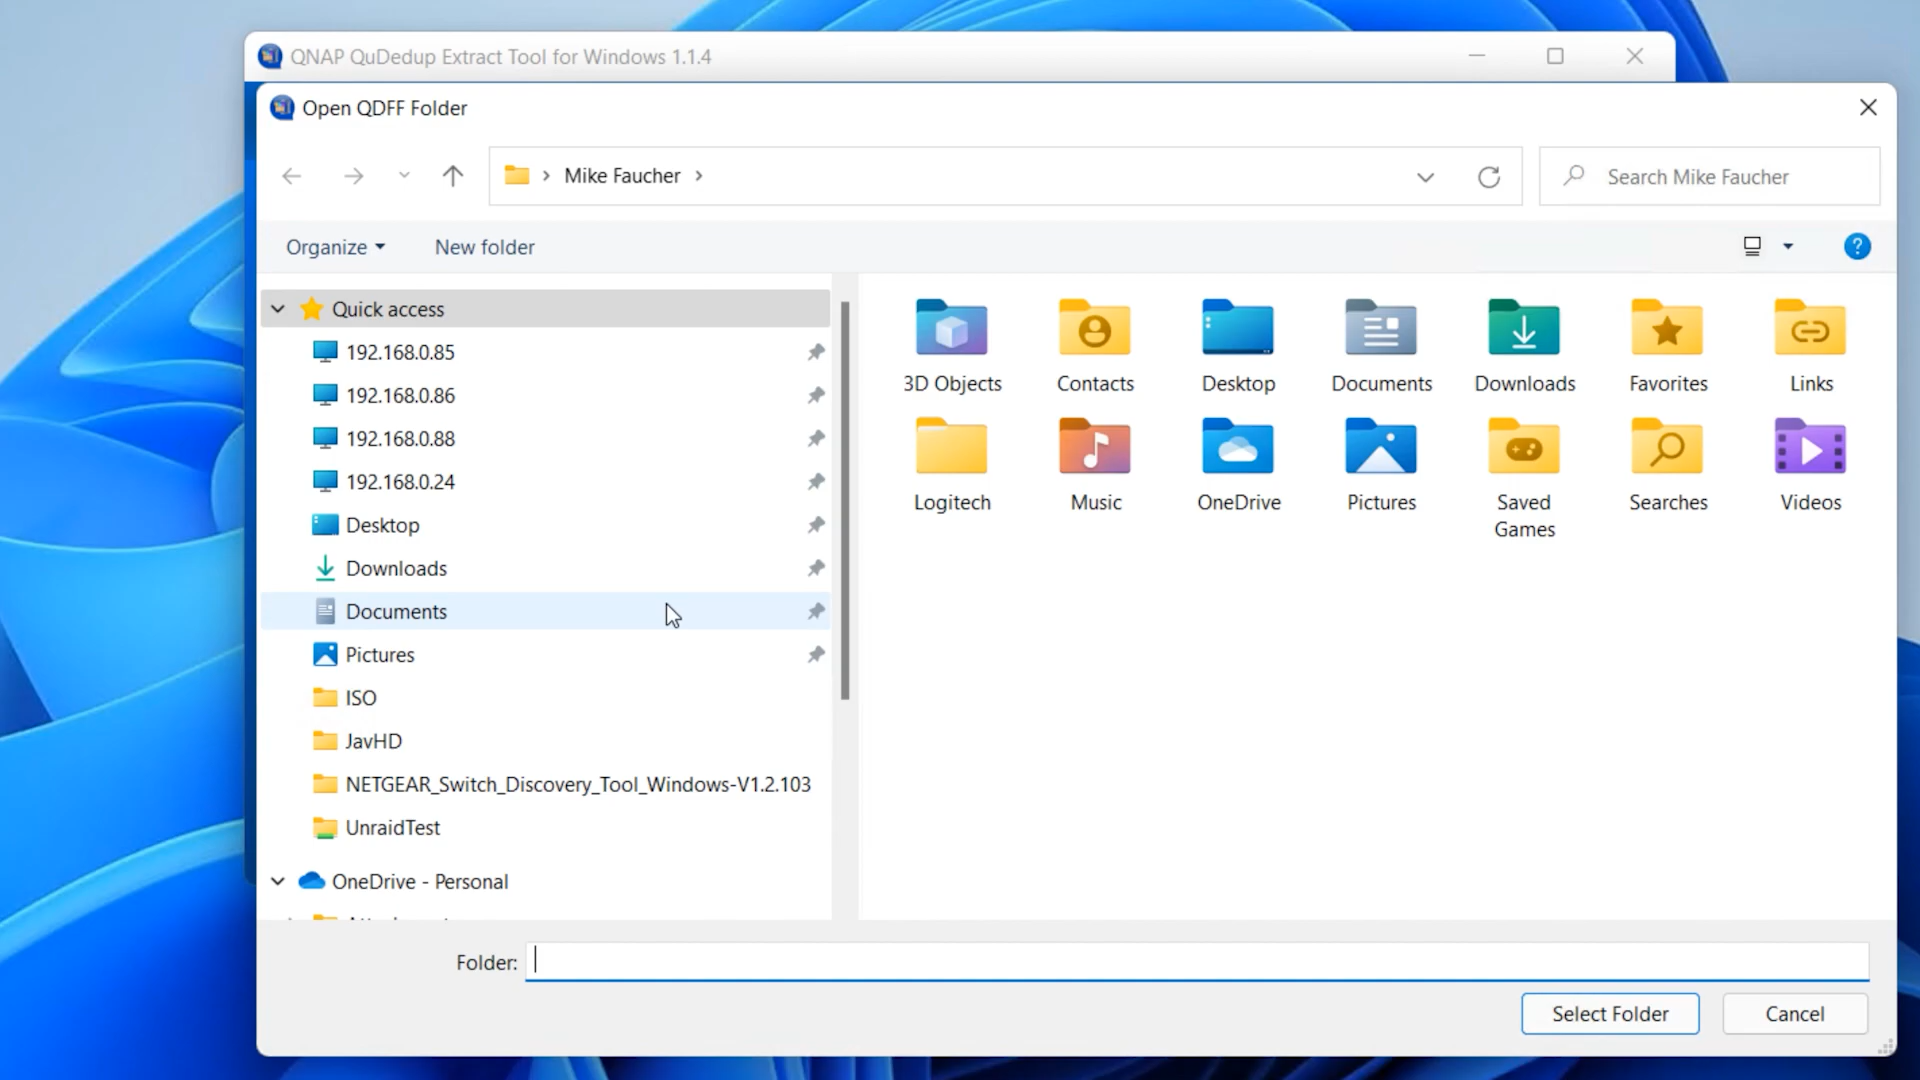 QNAP QuDedup Extract Tool for Windows 1.1.4
Open QDFF Folder
Mike Faucher
Search Mike Faucher
Organize
New folder
?
Quick access
192.168.0.85
192.168.0.86
192.168.0.88
192.168.0.24
Desktop
Downloads
Documents
Pictures
ISO
JavHD
NETGEAR_Switch_Discovery_Tool_Windows-V1.2.103
UnraidTest
OneDrive - Personal
3D Objects
Contacts
Desktop
Documents
Downloads
Favorites
Links
Logitech
Music
OneDrive
Pictures
Saved
Games
Searches
Videos
Folder:
Select Folder
Cancel